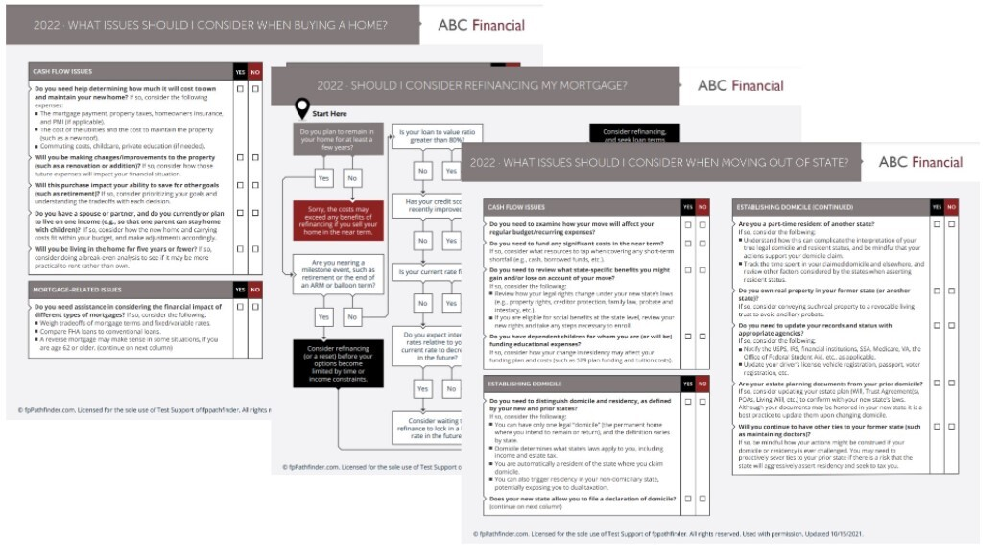 2022 · WHAT ISSUES SHOULD I CONSIDER WHEN BUYING A HOME?
ABC Financial
CASH FLOW ISSUES
YES NO
Do you need help determining how much it will cost to own
and maintain your new home? If so, consider the following
expenses:
■ The mortgage payment, property taxes, homeowners insurance,
and PMI (if applicable).
■ The cost of the utilities and the cost to maintain the property
(such as a new roof).
■ Commuting costs, childcare, private education (if needed).
Will you be making changes/improvements to the property
(such as a renovation or addition)? If so, consider how those
future expenses will impact your financial situation.
Will this purchase impact your ability to save for other goals
(such as retirement)? If so, consider prioritizing your goals and
understanding the tradeoffs with each decision.
Do you have a spouse or partner, and do you currently or plan
to live on one income (e.g., so that one parent can stay home
with children)? If so, consider how the new home and carrying
costs fit within your budget, and make adjustments accordingly.
Will you be living in the home for five years or fewer? If so,
consider doing a break-even analysis to see if it may be more
practical to rent rather than own.
MORTGAGE-RELATED ISSUES
YES NO
Do you need assistance in considering the financial impact of
different types of mortgages? If so, consider the following:
■ Weigh tradeoffs of mortgage terms and fixed/variable rates.
■ Compare FHA loans to conventional loans.
■ A reverse mortgage may make sense in some situations, if you
are age 62 or older. (continue on next column)
© fpPathfinder.com. Licensed for the sole use of Test Support of fppathfinder. All rights r
YES NO
2022 · SHOULD I CONSIDER REFINANCING MY MORTGAGE?
ABC Financial
Start Here
Do you plan to remain in
your home for at least a
few years?
Yes
No
Sorry, the costs may
exceed any benefits of
refinancing if you sell
your home in the near term.
Are you nearing a
milestone event, such as
retirement or the end of
an ARM or balloon term?
Yes
No
Consider refinancing
(or a reset) before your
options become
limited by time or
income constraints.
Is your loan to value ratio
greater than 80%?
No
Yes
Has your credit sco
recently improved
No
Yes
Is your current rate f
No
Yes
Do you expect inter
rates relative to yo
current rate to decre
in the future?
Yes
No
Consider waiting t
refinance to lock in a l
rate in the future
Consider refinancing,
and seek loan terms
© fpPathfinder.com. Licensed for the sole use of Test Support o
2022 · WHAT ISSUES SHOULD I CONSIDER WHEN MOVING OUT OF STATE?
ABC Financial
CASH FLOW ISSUES
YES NO
Do you need to examine how your move will affect your
regular budget/recurring expenses?
Do you need to fund any significant costs in the near term?
If so, consider what resources to tap when covering any short-term
shortfall (e.g., cash, borrowed funds, etc.).
Do you need to review what state-specific benefits you might
gain and/or lose on account of your move?
If so, consider the following:
■ Review how your legal rights change under your new state's laws
(e.g., property rights, creditor protection, family law, probate and
intestacy, etc.).
■ If you are eligible for social benefits at the state level, review your
new rights and take any steps necessary to enroll.
Do you have dependent children for whom you are (or will be)
funding educational expenses?
If so, consider how your change in residency may affect your
funding plan and costs (such as 529 plan funding and tuition costs).
ESTABLISHING DOMICILE
YES NO
Do you need to distinguish domicile and residency, as defined
by your new and prior states?
If so, consider the following:
■ You can have only one legal "domicile" (the permanent home
where you intend to remain or return), and the definition varies
by state.
■ Domicile determines what state's laws apply to you, including
income and estate tax.
■ You are automatically a resident of the state where you claim
domicile.
■ You can also trigger residency in your non-domiciliary state,
potentially exposing you to dual taxation.
Does your new state allow you to file a declaration of domicile?
(continue on next column)
ESTABLISHING DOMICILE (CONTINUED)
YES NO
Are you a part-time resident of another state?
If so, consider the following:
■ Understand how this can complicate the interpretation of your
true legal domicile and resident status, and be mindful that your
actions support your domicile claim.
■ Track the time spent in your claimed domicile and elsewhere, and
review other factors considered by the states when asserting
resident status.
Do you own real property in your former state (or another
state)?
If so, consider conveying such real property to a revocable living
trust to avoid ancillary probate.
Do you need to update your records and status with
appropriate agencies?
If so, consider the following:
■ Notify the USPS, IRS, financial institutions, SSA, Medicare, VA, the
Office of Federal Student Aid, etc., as applicable.
■ Update your driver's license, vehicle registration, passport, voter
registration, etc.
Are your estate planning documents from your prior domicile?
If so, consider updating your estate plan (Will, Trust Agreement(s),
POAs, Living Will, etc.) to conform with your new state's laws.
Although your documents may be honored in your new state it is a
best practice to update them upon changing domicile.
Will you continue to have other ties to your former state (such
as maintaining doctors)?
If so, be mindful how your actions might be construed if your
domicile or residency is ever challenged. You may need to
proactively sever ties to your prior state if there is a risk that the
state will aggressively assert residency and seek to tax you.
© fpPathfinder.com. Licensed for the sole use of Test Support of fppathfinder. All rights reserved. Used with permission. Updated 10/15/2021.